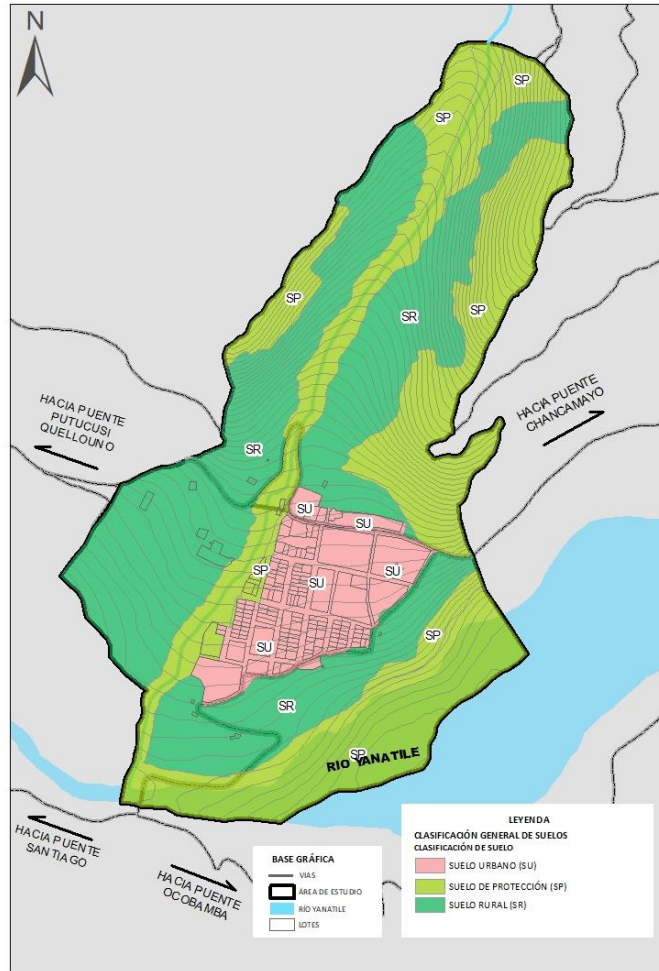 N
SP
SP
SP
SP
SR
HACIA PUENTE
PUTUCUSI
QUELLOUNO
HACIA PUENTE
CHANCAMAYO
SR
SU
SU
SP
SU
SU
SP
SU
SR
SP
RIO YANATILE
HACIA PUENTE
SANTIAGO
HACIA PUENTE
OCOBAMBA
BASE GRÁFICA
VIAS
ÁREA DE ESTUDIO
RÍO YANATILE
LOTES
LEYENDA
CLASIFICACIÓN GENERAL DE SUELOS
CLASIFICACIÓN DE SUELO
SUELO URBANO (SU)
SUELO DE PROTECCIÓN (SP)
SUELO RURAL (SR)